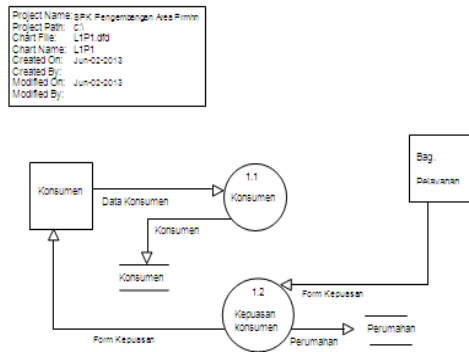 Project Name: SPK Pengembangan Area Prmhn
Project Path: c:\
Chart File: L1P1.dfd
Chart Name: L1P1
Created On: Jun-02-2013
Created By:
Modified On: Jun-02-2013
Modified By:
Bag.
Pelayanan
1.1
Konsumen
Konsumen
Data Konsumen
Konsumen
Konsumen
1.2
Kepuasan
konsumen
Form Kepuasan
Form Kepuasan
Perumahan
Perumahan